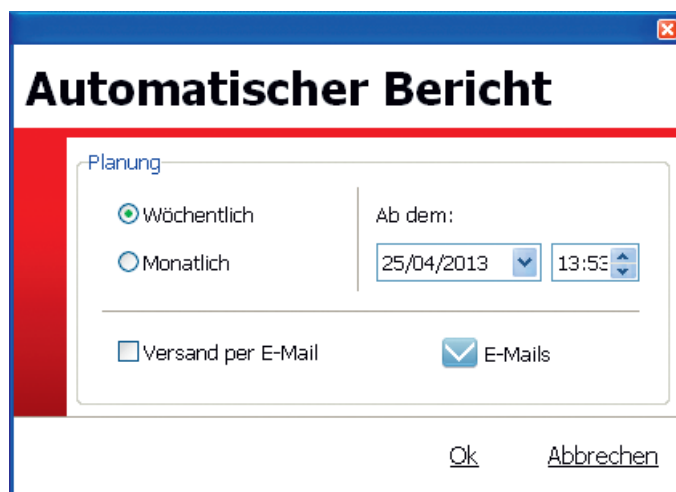 Automatischer Bericht
Planung
Wöchentlich
Monatlich
Ab dem:
25/04/2013 13:53
Versand per E-Mail
E-Mails
Ok Abbrechen